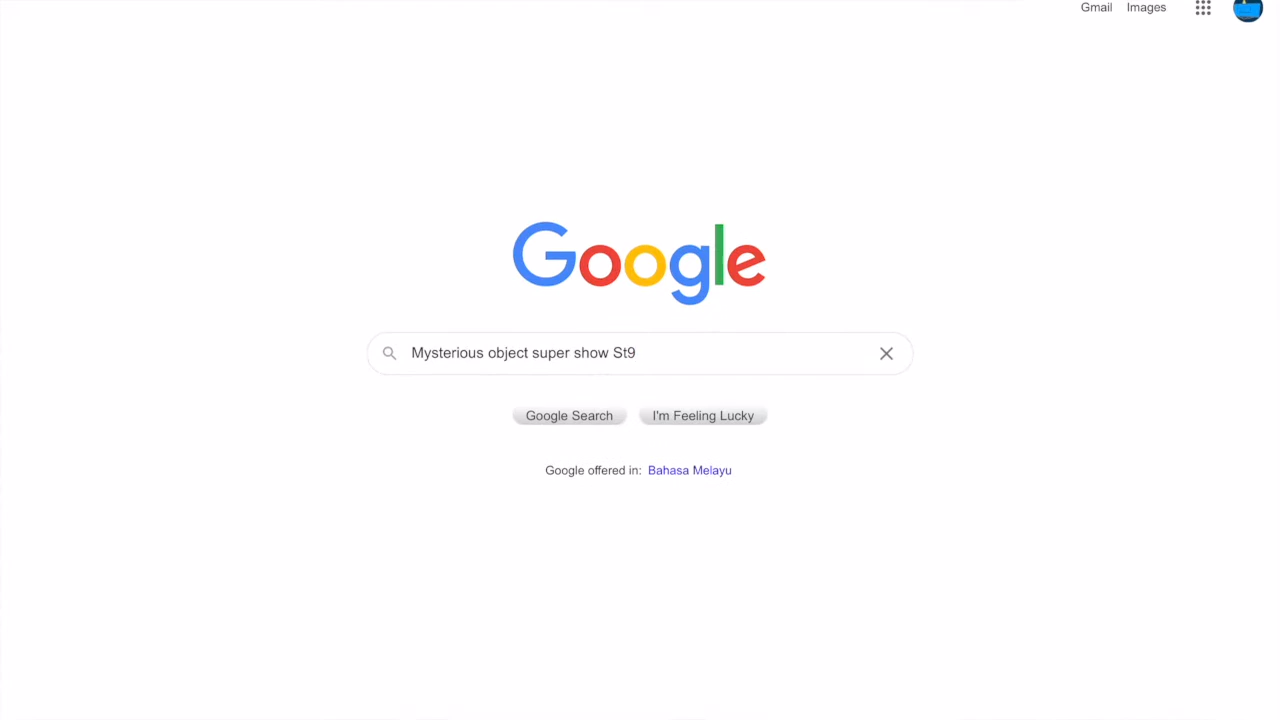 Gmail Images
Google
Mysterious object super show St9
Google Search I'm Feeling Lucky
Google offered in: Bahasa Melayu